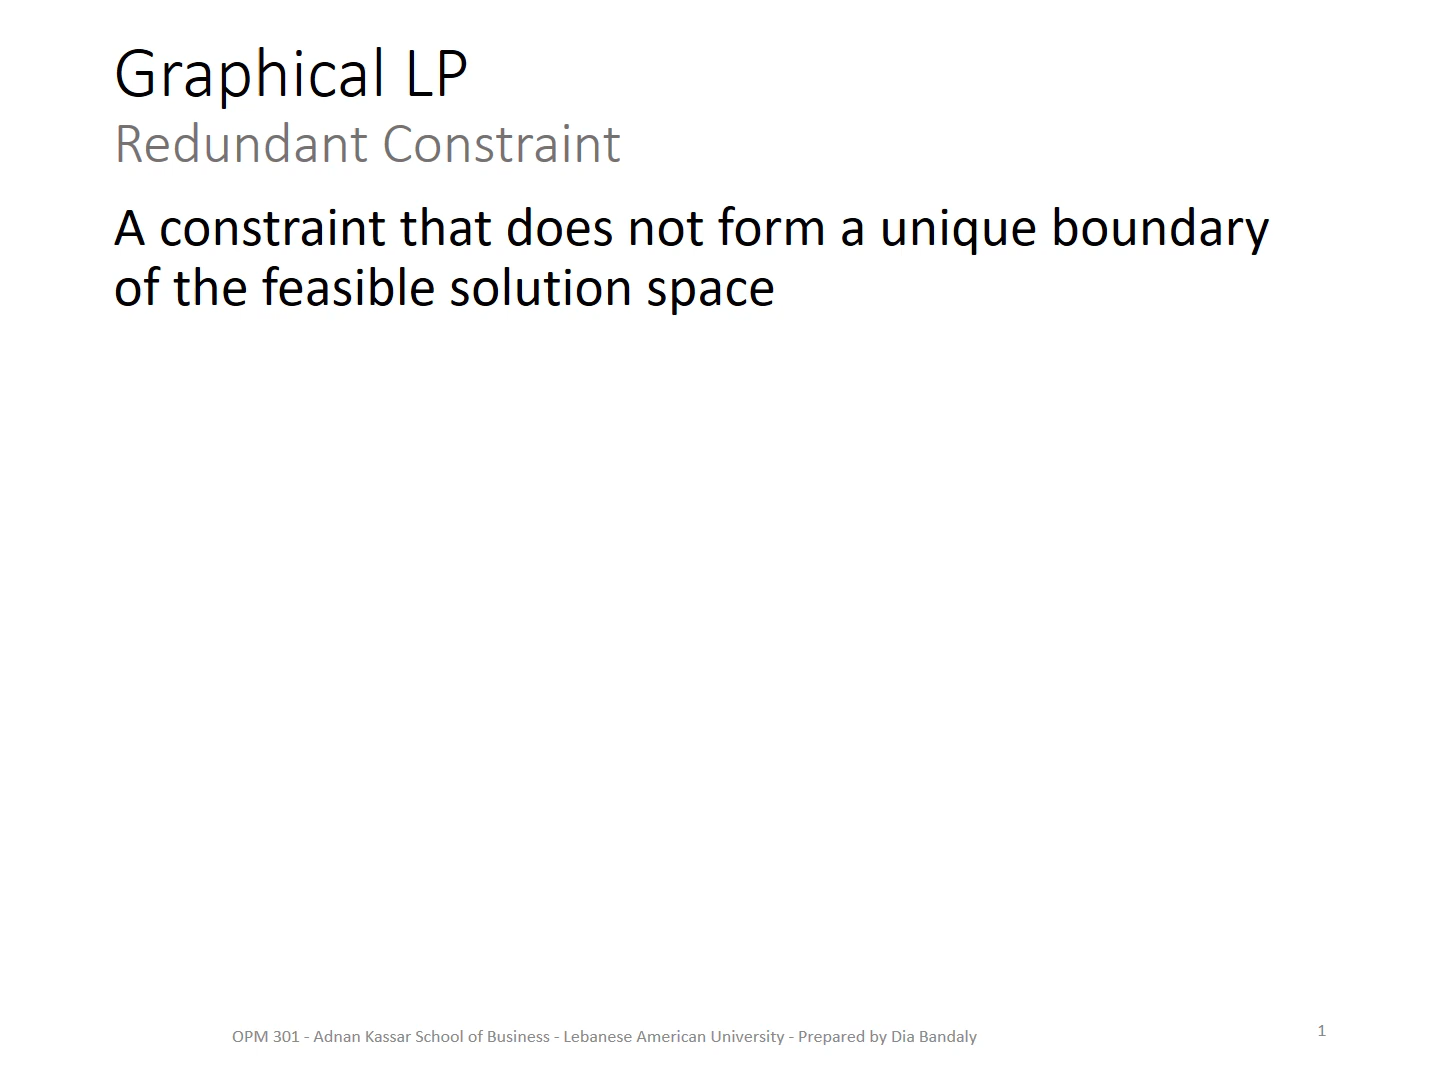 Graphical LP
Redundant Constraint
A constraint that does not form a unique boundary
of the feasible solution space
OPM 301 - Adnan Kassar School of Business - Lebanese American University - Prepared by Dia Bandaly
1